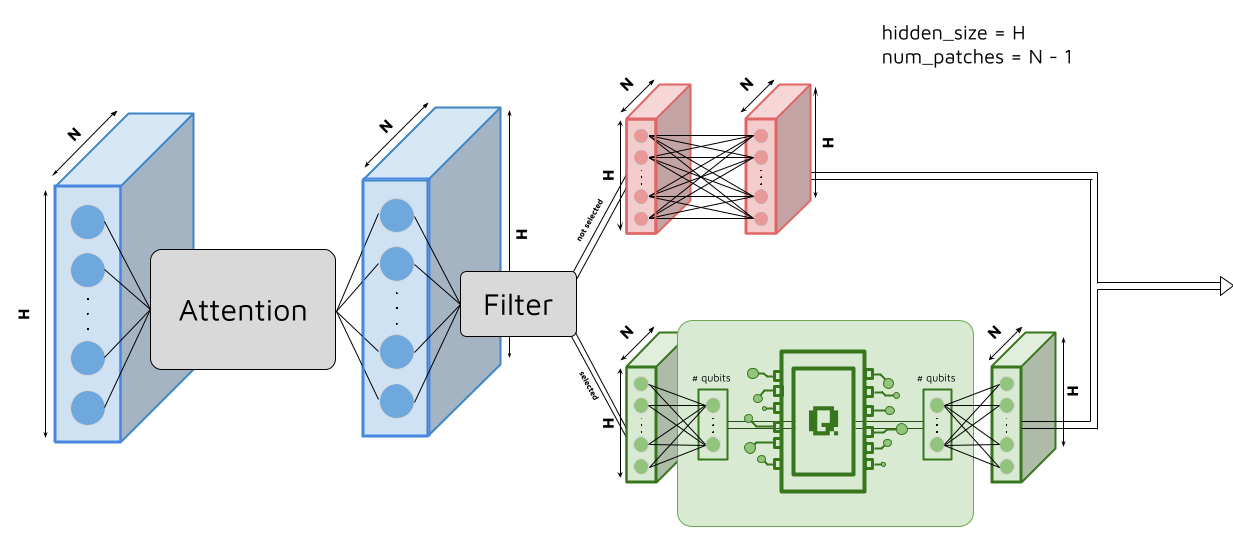 hidden_size = H
num_patches = N - 1
N
N
N
N
H
H
H
H
not selected
Attention
Filter
selected
N
N
H
H
# qubits
# qubits
Q
H